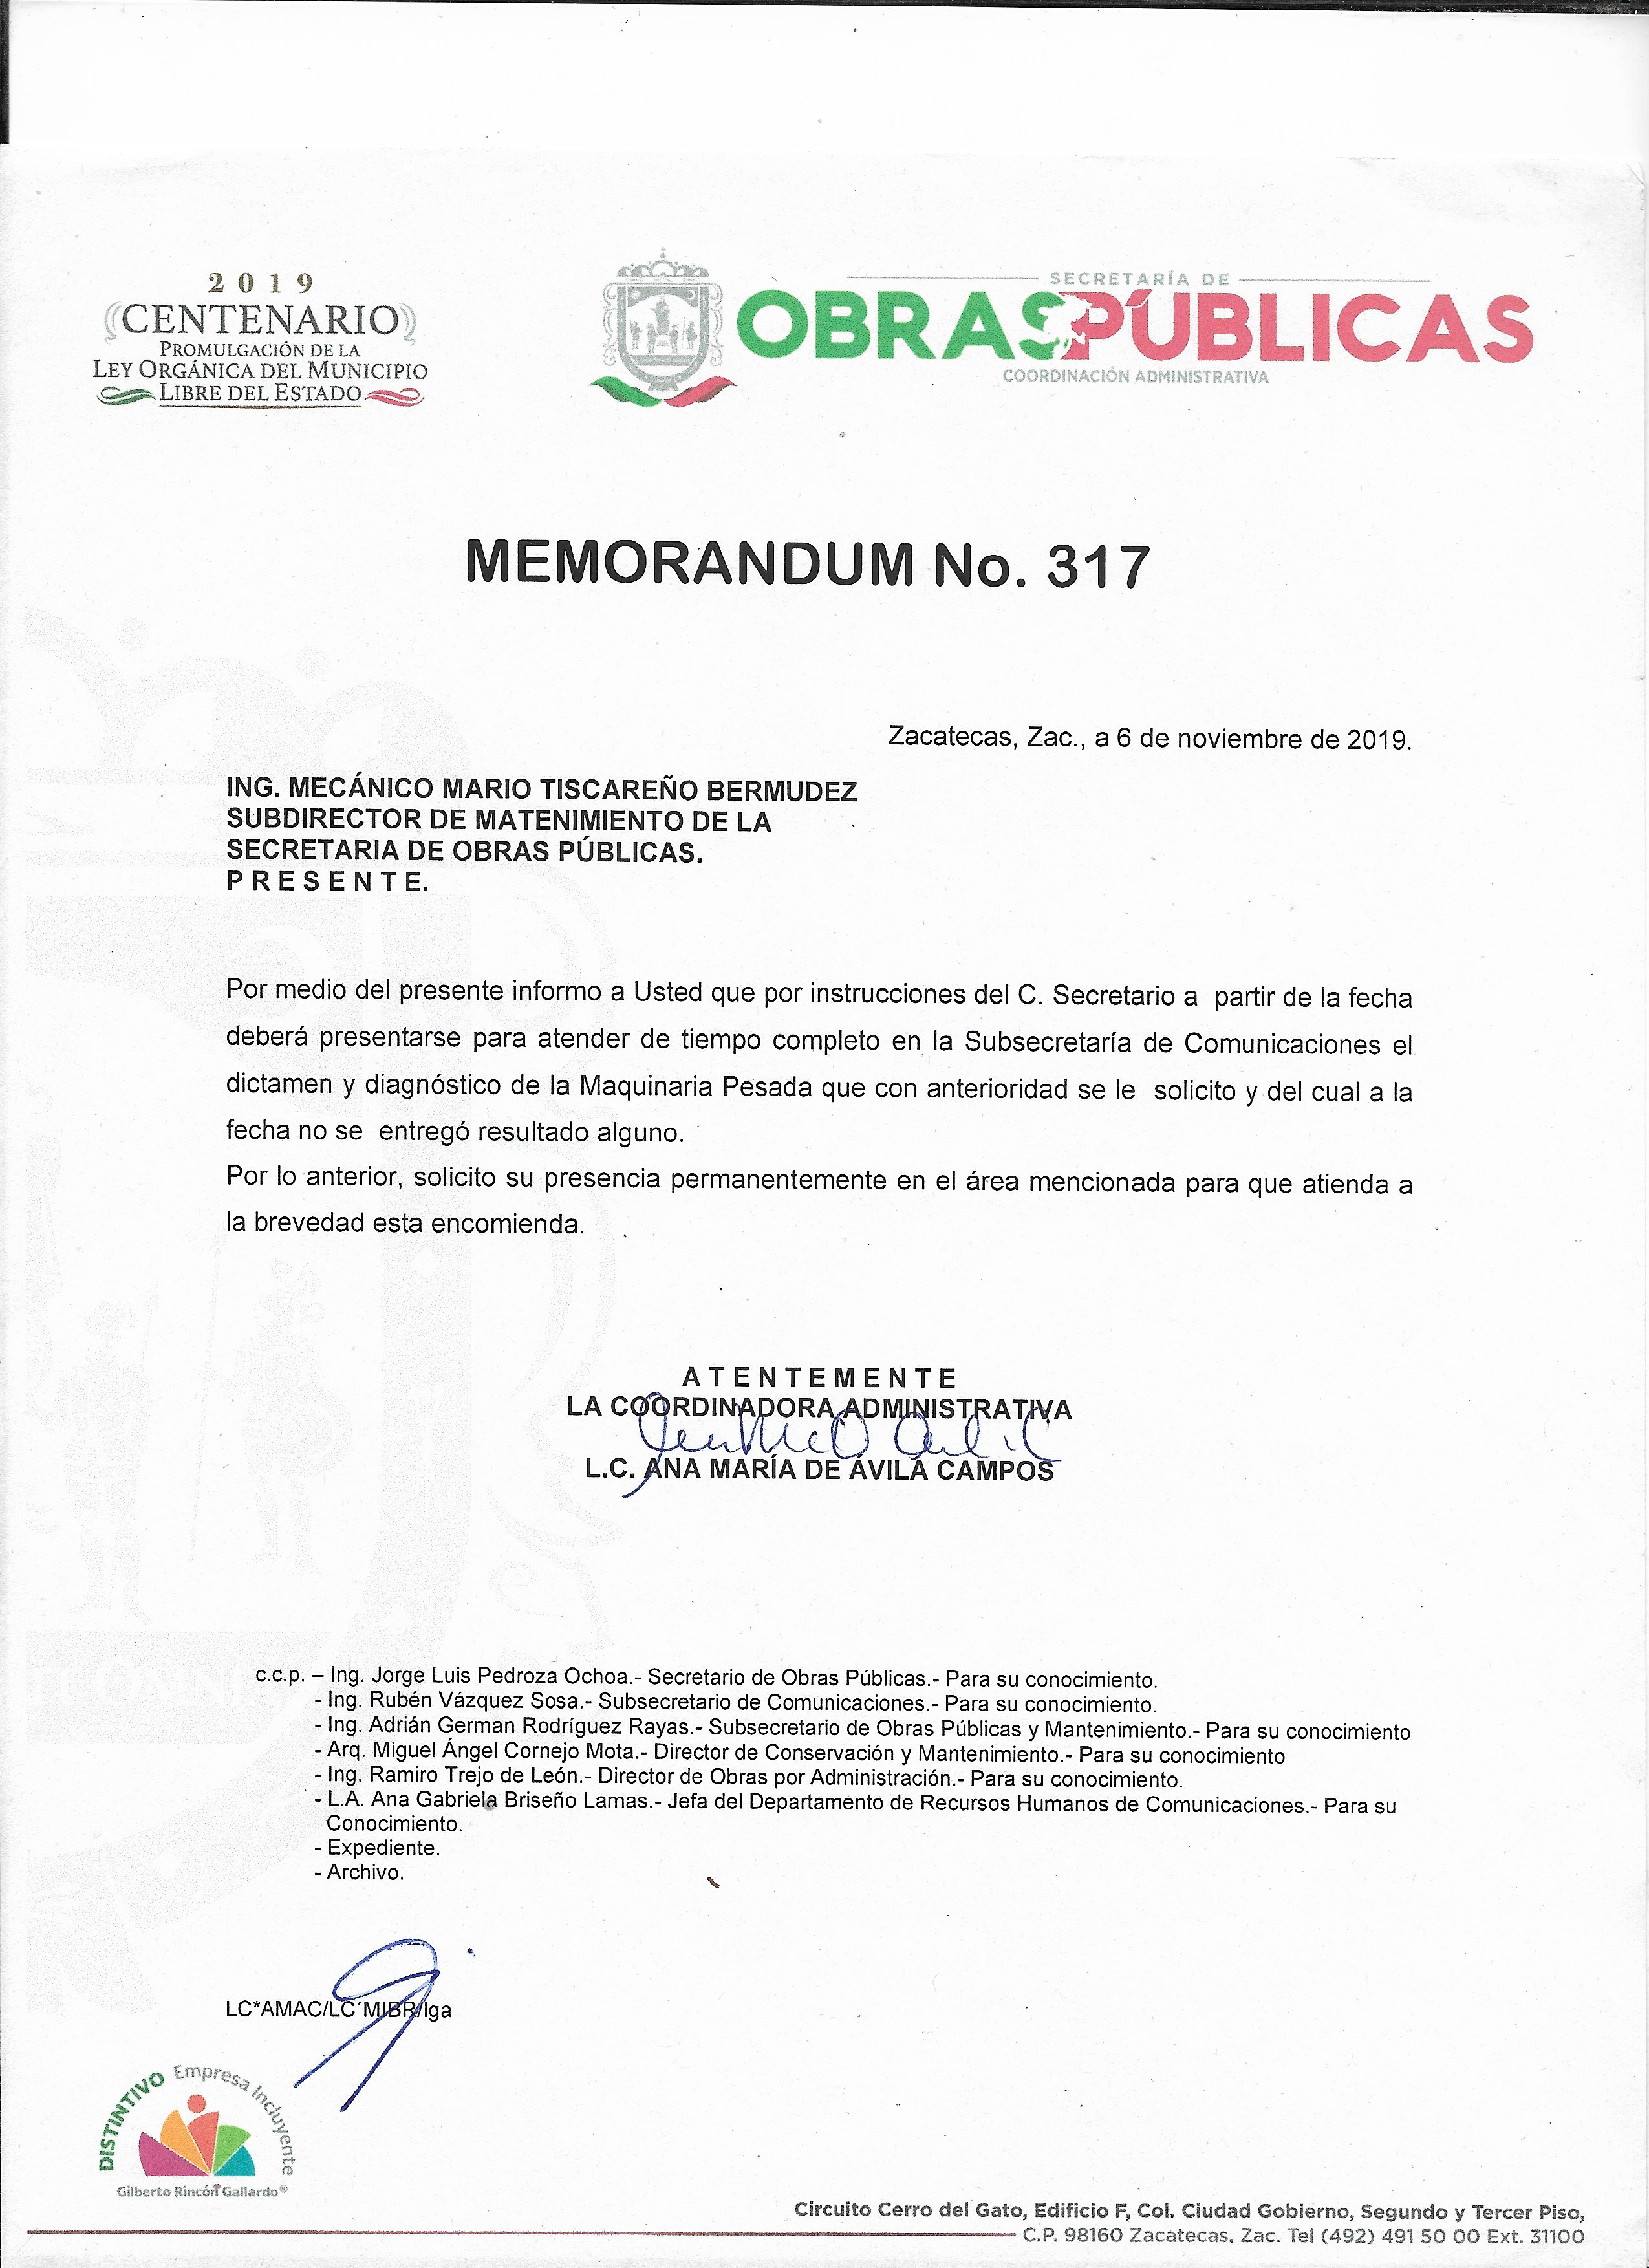 2019
CENTENARIO
PROMULGACIÓN DE LA
LEY ORGÁNICA DEL MUNICIPIO
LIBRE DEL ESTADO
SECRETARÍA DE
OBRAS PÚBLICAS
COORDINACIÓN ADMINISTRATIVA
MEMORANDUM No. 317
Zacatecas, Zac., a 6 de noviembre de 2019.
ING. MECÁNICO MARIO TISCAREÑO BERMUDEZ
SUBDIRECTOR DE MATENIMIENTO DE LA
SECRETARIA DE OBRAS PÚBLICAS.
P R E S E N T E.
Por medio del presente informo a Usted que por instrucciones del C. Secretario a partir de la fecha
deberá presentarse para atender de tiempo completo en la Subsecretaría de Comunicaciones el
dictamen y diagnóstico de la Maquinaria Pesada que con anterioridad se le solicito y del cual a la
fecha no se entregó resultado alguno.
Por lo anterior, solicito su presencia permanentemente en el área mencionada para que atienda a
la brevedad esta encomienda.
A T E N T E M E N T E
LA COORDINADORA ADMINISTRATIVA
L.C. ANA MARÍA DE ÁVILA CAMPOS
c.c.p. – Ing. Jorge Luis Pedroza Ochoa.- Secretario de Obras Públicas.- Para su conocimiento.
- Ing. Rubén Vázquez Sosa.- Subsecretario de Comunicaciones.- Para su conocimiento.
- Ing. Adrián German Rodríguez Rayas.- Subsecretario de Obras Públicas y Mantenimiento.- Para su conocimiento
- Arq. Miguel Ángel Cornejo Mota.- Director de Conservación y Mantenimiento.- Para su conocimiento
- Ing. Ramiro Trejo de León.- Director de Obras por Administración.- Para su conocimiento.
- L.A. Ana Gabriela Briseño Lamas.- Jefa del Departamento de Recursos Humanos de Comunicaciones.- Para su
Conocimiento.
- Expediente.
- Archivo.
LC*AMAC/LC´MIBR/lga
DISTINTIVO Empresa Incluyente
Gilberto Rincón Gallardo®
Circuito Cerro del Gato, Edificio F, Col. Ciudad Gobierno, Segundo y Tercer Piso,
C.P. 98160 Zacatecas, Zac. Tel (492) 491 50 00 Ext. 31100